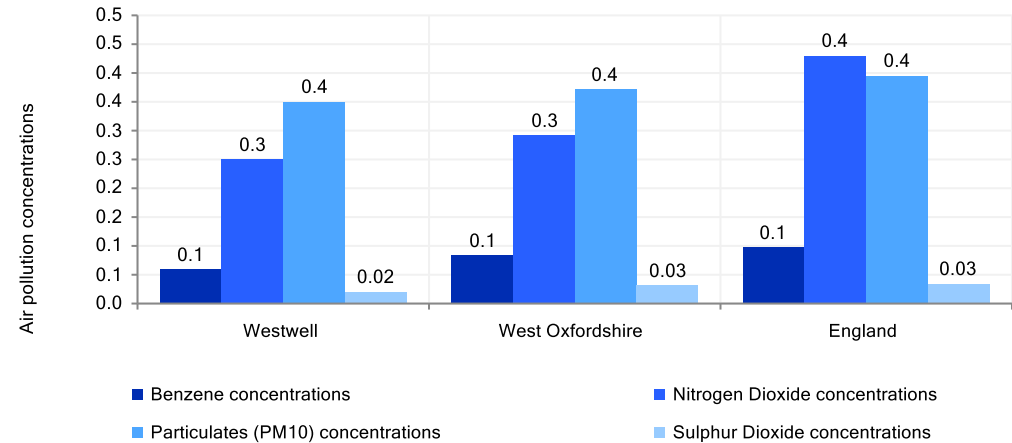 Air pollution concentrations
0.5
0.5
0.4
0.4
0.3
0.3
0.2
0.2
0.1
0.1
0.0
0.1
0.3
0.4
0.02
0.1
0.3
0.4
0.03
0.1
0.4
0.4
0.03
Westwell
West Oxfordshire
England
Benzene concentrations
Nitrogen Dioxide concentrations
Particulates (PM10) concentrations
Sulphur Dioxide concentrations